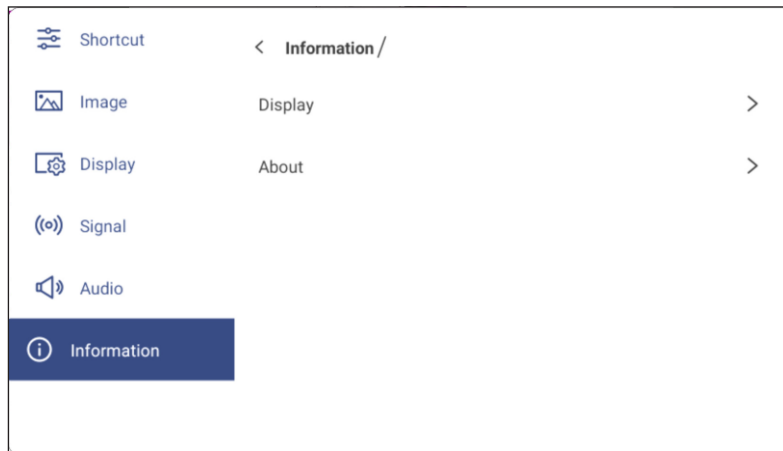 Shortcut
Image
Display
Signal
Audio
Information
< Information /
Display >
About >